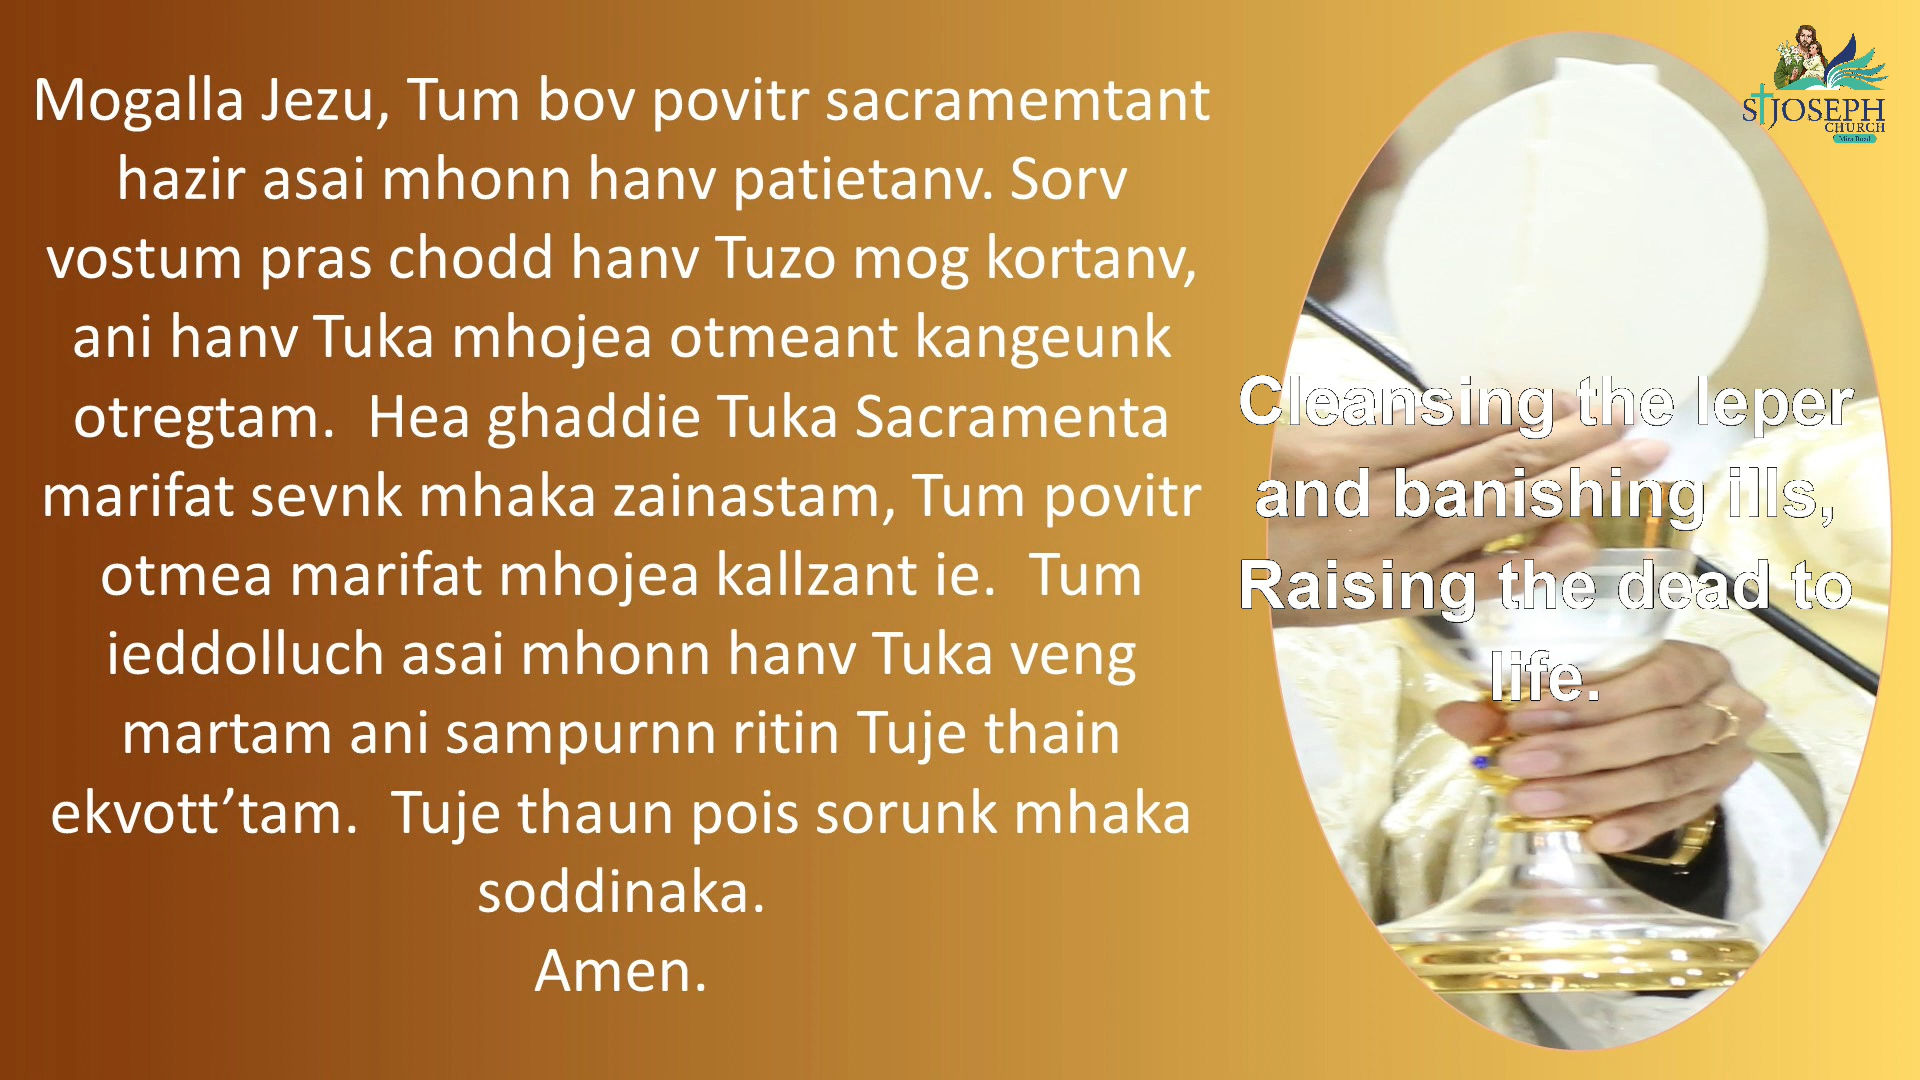 Mogalla Jezu, Tum bov povitr sacramemtant
hazir asai mhonn hanv patietanv. Sorv
vostum pras chodd hanv Tuzo mog kortanv,
ani hanv Tuka mhojea otmeant kangeunk
otregtam.  Hea ghaddie Tuka Sacramenta
marifat sevnk mhaka zainastam, Tum povitr
otmea marifat mhojea kallzant ie.  Tum
ieddolluch asai mhonn hanv Tuka veng
martam ani sampurnn ritin Tuje thain
ekvott’tam.  Tuje thaun pois sorunk mhaka
soddinaka.
Amen.
Cleansing the leper
and banishing ills,
Raising the dead to
life.
ST JOSEPH
CHURCH
Mira Road